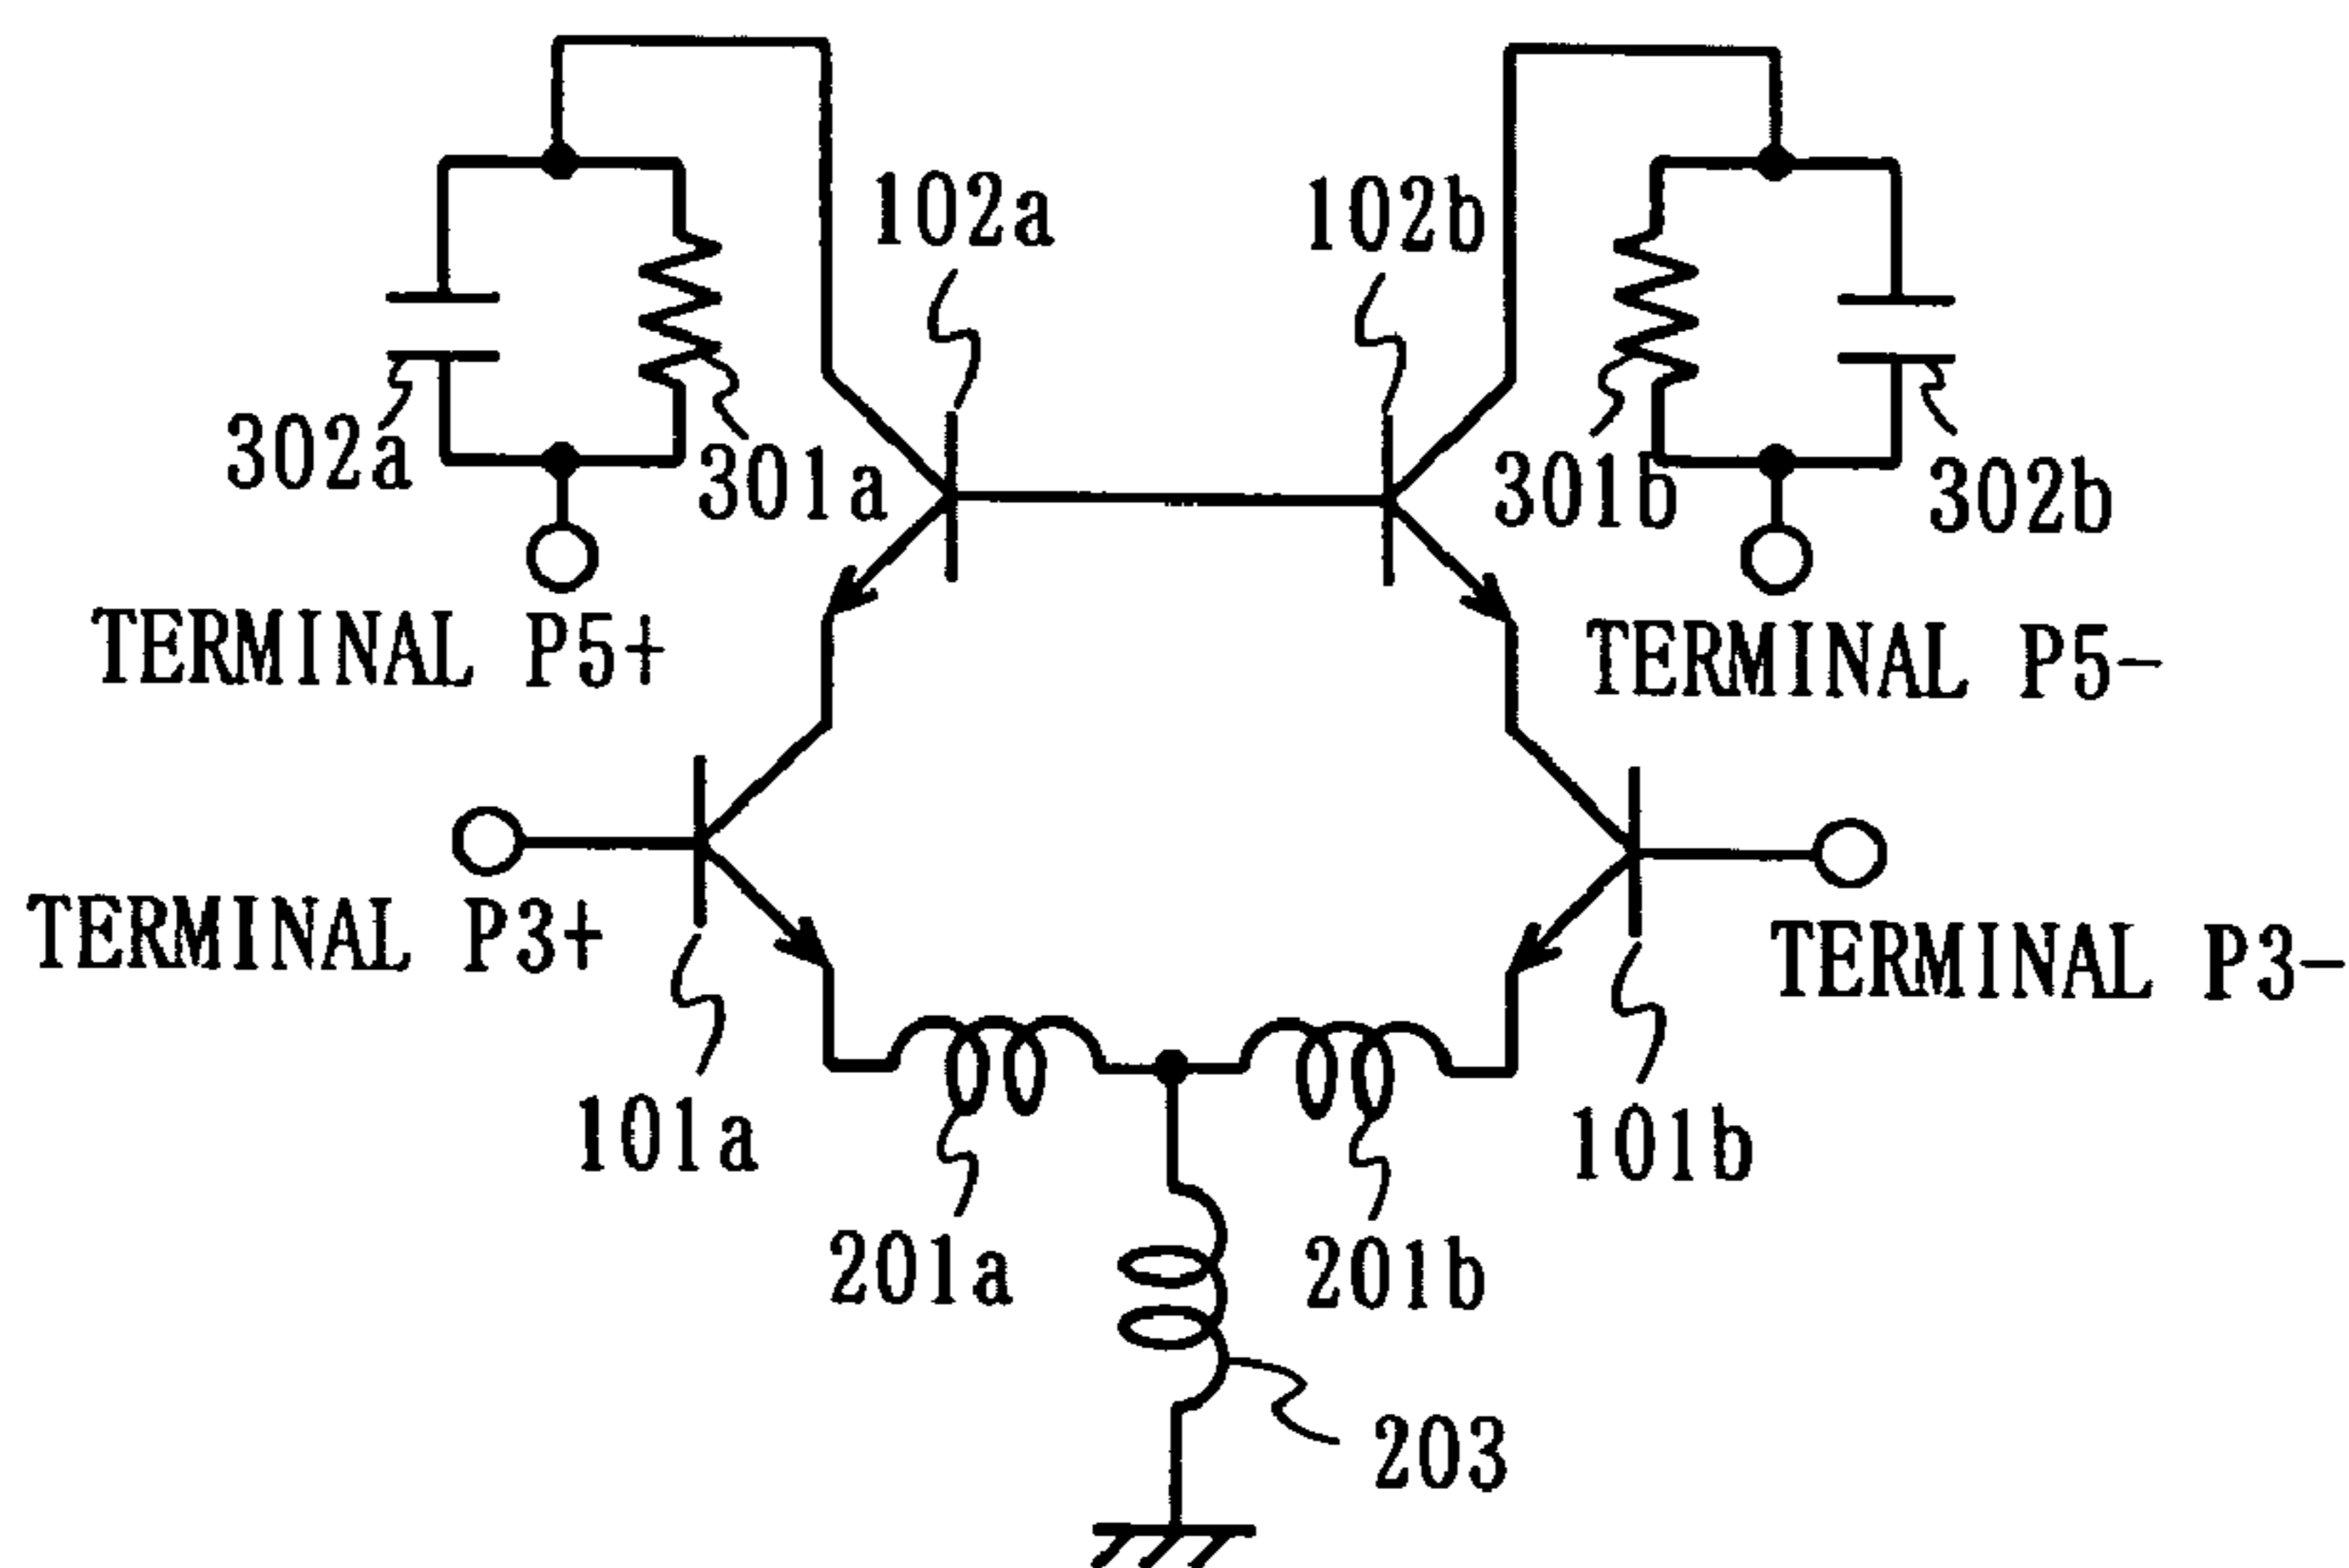 102a
102b
302a
301a
301b
302b
TERMINAL P5+
TERMINAL P5-
TERMINAL P3+
TERMINAL P3-
101a
101b
201a
201b
203